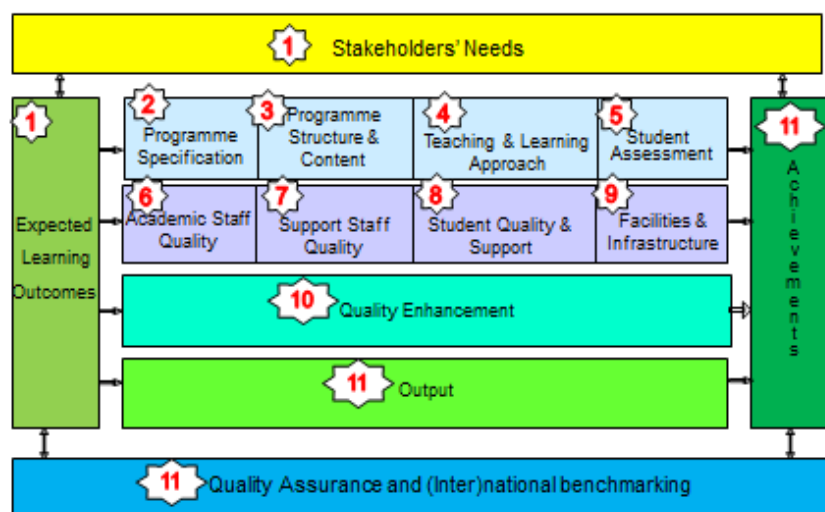 1 Stakeholders' Needs
1
Expected
Learning
Outcomes
2
Programme
Specification
3
Programme
Structure &
Content
4
Teaching & Learning
Approach
5
Student
Assessment
6
Academic Staff
Quality
7
Support Staff
Quality
8
Student Quality &
Support
9
Facilities &
Infrastructure
10 Quality Enhancement
11 Output
11
Achievements
11 Quality Assurance and (Inter)national benchmarking